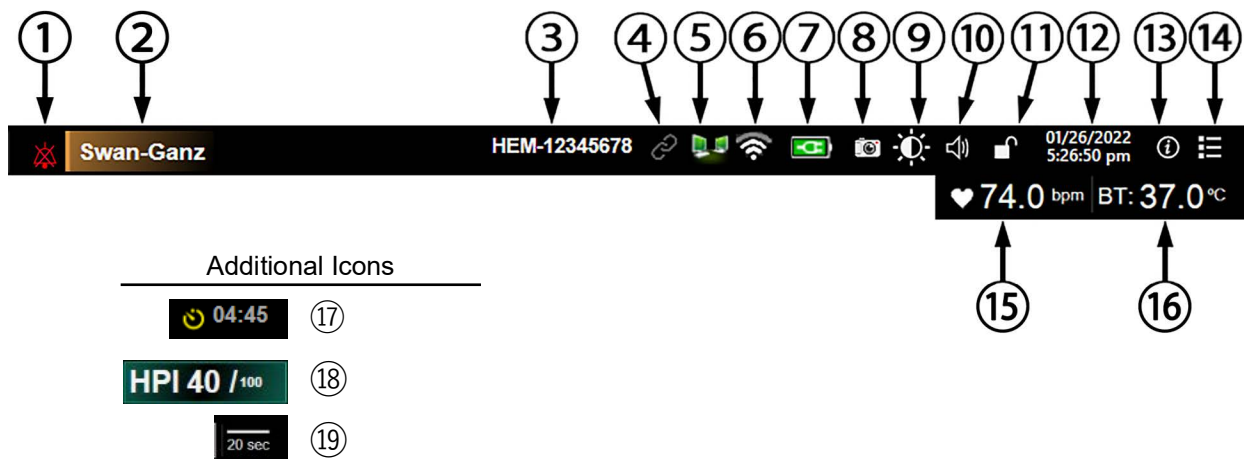 ① ② ③ ④ ⑤ ⑥ ⑦ ⑧ ⑨ ⑩ ⑪ ⑫ ⑬ ⑭
Swan-Ganz HEM-12345678 01/26/2022
5:26:50 pm
74.0 bpm BT: 37.0 ºC
⑮ ⑯
Additional Icons
04:45 ⑰
HPI 40 /100 ⑱
20 sec ⑲